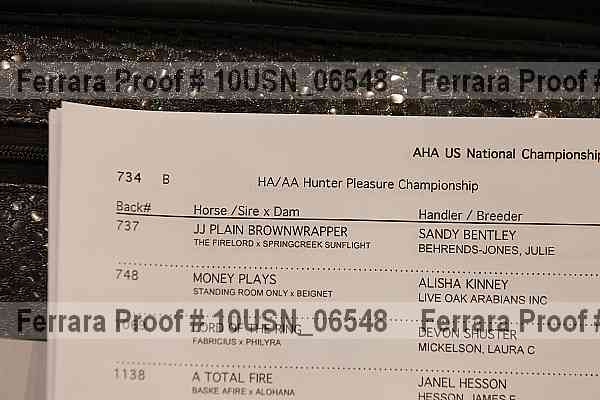 Ferrara Proof # 10USN_06548 Ferrara Proof #
AHA US National Championship
734 B HA/AA Hunter Pleasure Championship
Back# Horse /Sire x Dam Handler / Breeder
737 JJ PLAIN BROWNWRAPPER SANDY BENTLEY
THE FIRELORD x SPRINGCREEK SUNFLIGHT BEHRENDS-JONES, JULIE
748 MONEY PLAYS ALISHA KINNEY
STANDING ROOM ONLY x BEIGNET LIVE OAK ARABIANS INC
Ferrara Proof # 10USN_06548 Ferrara Proof #
LORD OF THE RING DEVON SHUSTER
FABRICIUS x PHILYRA MICKELSON, LAURA C
1138 A TOTAL FIRE JANEL HESSON
BASKE AFIRE x ALOHANA HESSON, JAMES F